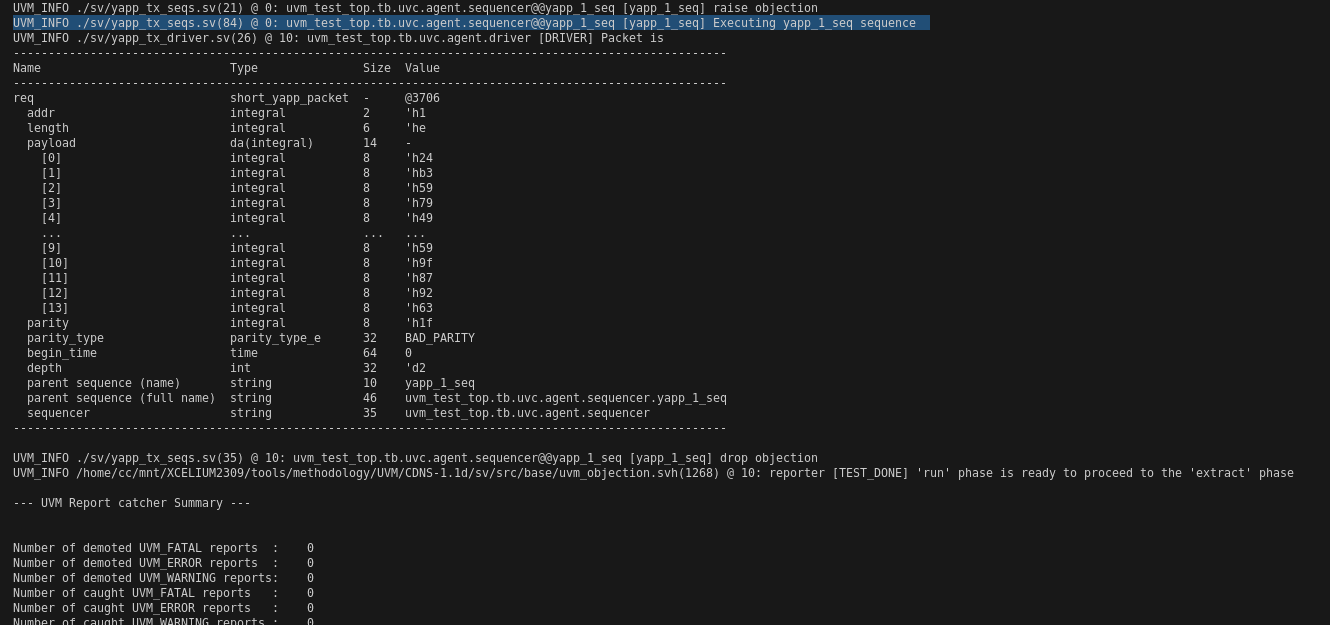 UVM_INFO ./sv/yapp_tx_seqs.sv(21) @ 0: uvm_test_top.tb.uvc.agent.sequencer@@yapp_1_seq [yapp_1_seq] raise objection
UVM_INFO ./sv/yapp_tx_seqs.sv(84) @ 0: uvm_test_top.tb.uvc.agent.sequencer@@yapp_1_seq [yapp_1_seq] Executing yapp_1_seq sequence
UVM_INFO ./sv/yapp_tx_driver.sv(26) @ 10: uvm_test_top.tb.uvc.agent.driver [DRIVER] Packet is
------------------------------------------------------------------------------------------------------
Name                           Type               Size  Value
------------------------------------------------------------------------------------------------------
req                            short_yapp_packet  -     @3706
  addr                         integral           2     'h1
  length                       integral           6     'he
  payload                      da(integral)       14    -
    [0]                        integral           8     'h24
    [1]                        integral           8     'hb3
    [2]                        integral           8     'h59
    [3]                        integral           8     'h79
    [4]                        integral           8     'h49
    ...                        ...                ...   ...
    [9]                        integral           8     'h59
    [10]                       integral           8     'h9f
    [11]                       integral           8     'h87
    [12]                       integral           8     'h92
    [13]                       integral           8     'h63
  parity                       integral           8     'h1f
  parity_type                  parity_type_e      32    BAD_PARITY
  begin_time                   time               64    0
  depth                        int                32    'd2
  parent sequence (name)       string             10    yapp_1_seq
  parent sequence (full name)  string             46    uvm_test_top.tb.uvc.agent.sequencer.yapp_1_seq
  sequencer                    string             35    uvm_test_top.tb.uvc.agent.sequencer
------------------------------------------------------------------------------------------------------
UVM_INFO ./sv/yapp_tx_seqs.sv(35) @ 10: uvm_test_top.tb.uvc.agent.sequencer@@yapp_1_seq [yapp_1_seq] drop objection
UVM_INFO /home/cc/mnt/XCELIUM2309/tools/methodology/UVM/CDNS-1.1d/sv/src/base/uvm_objection.svh(1268) @ 10: reporter [TEST_DONE] 'run' phase is ready to proceed to the 'extract' phase
--- UVM Report catcher Summary ---
Number of demoted UVM_FATAL reports  :    0
Number of demoted UVM_ERROR reports  :    0
Number of demoted UVM_WARNING reports:    0
Number of caught UVM_FATAL reports   :    0
Number of caught UVM_ERROR reports   :    0
Number of caught UVM_WARNING reports :    0